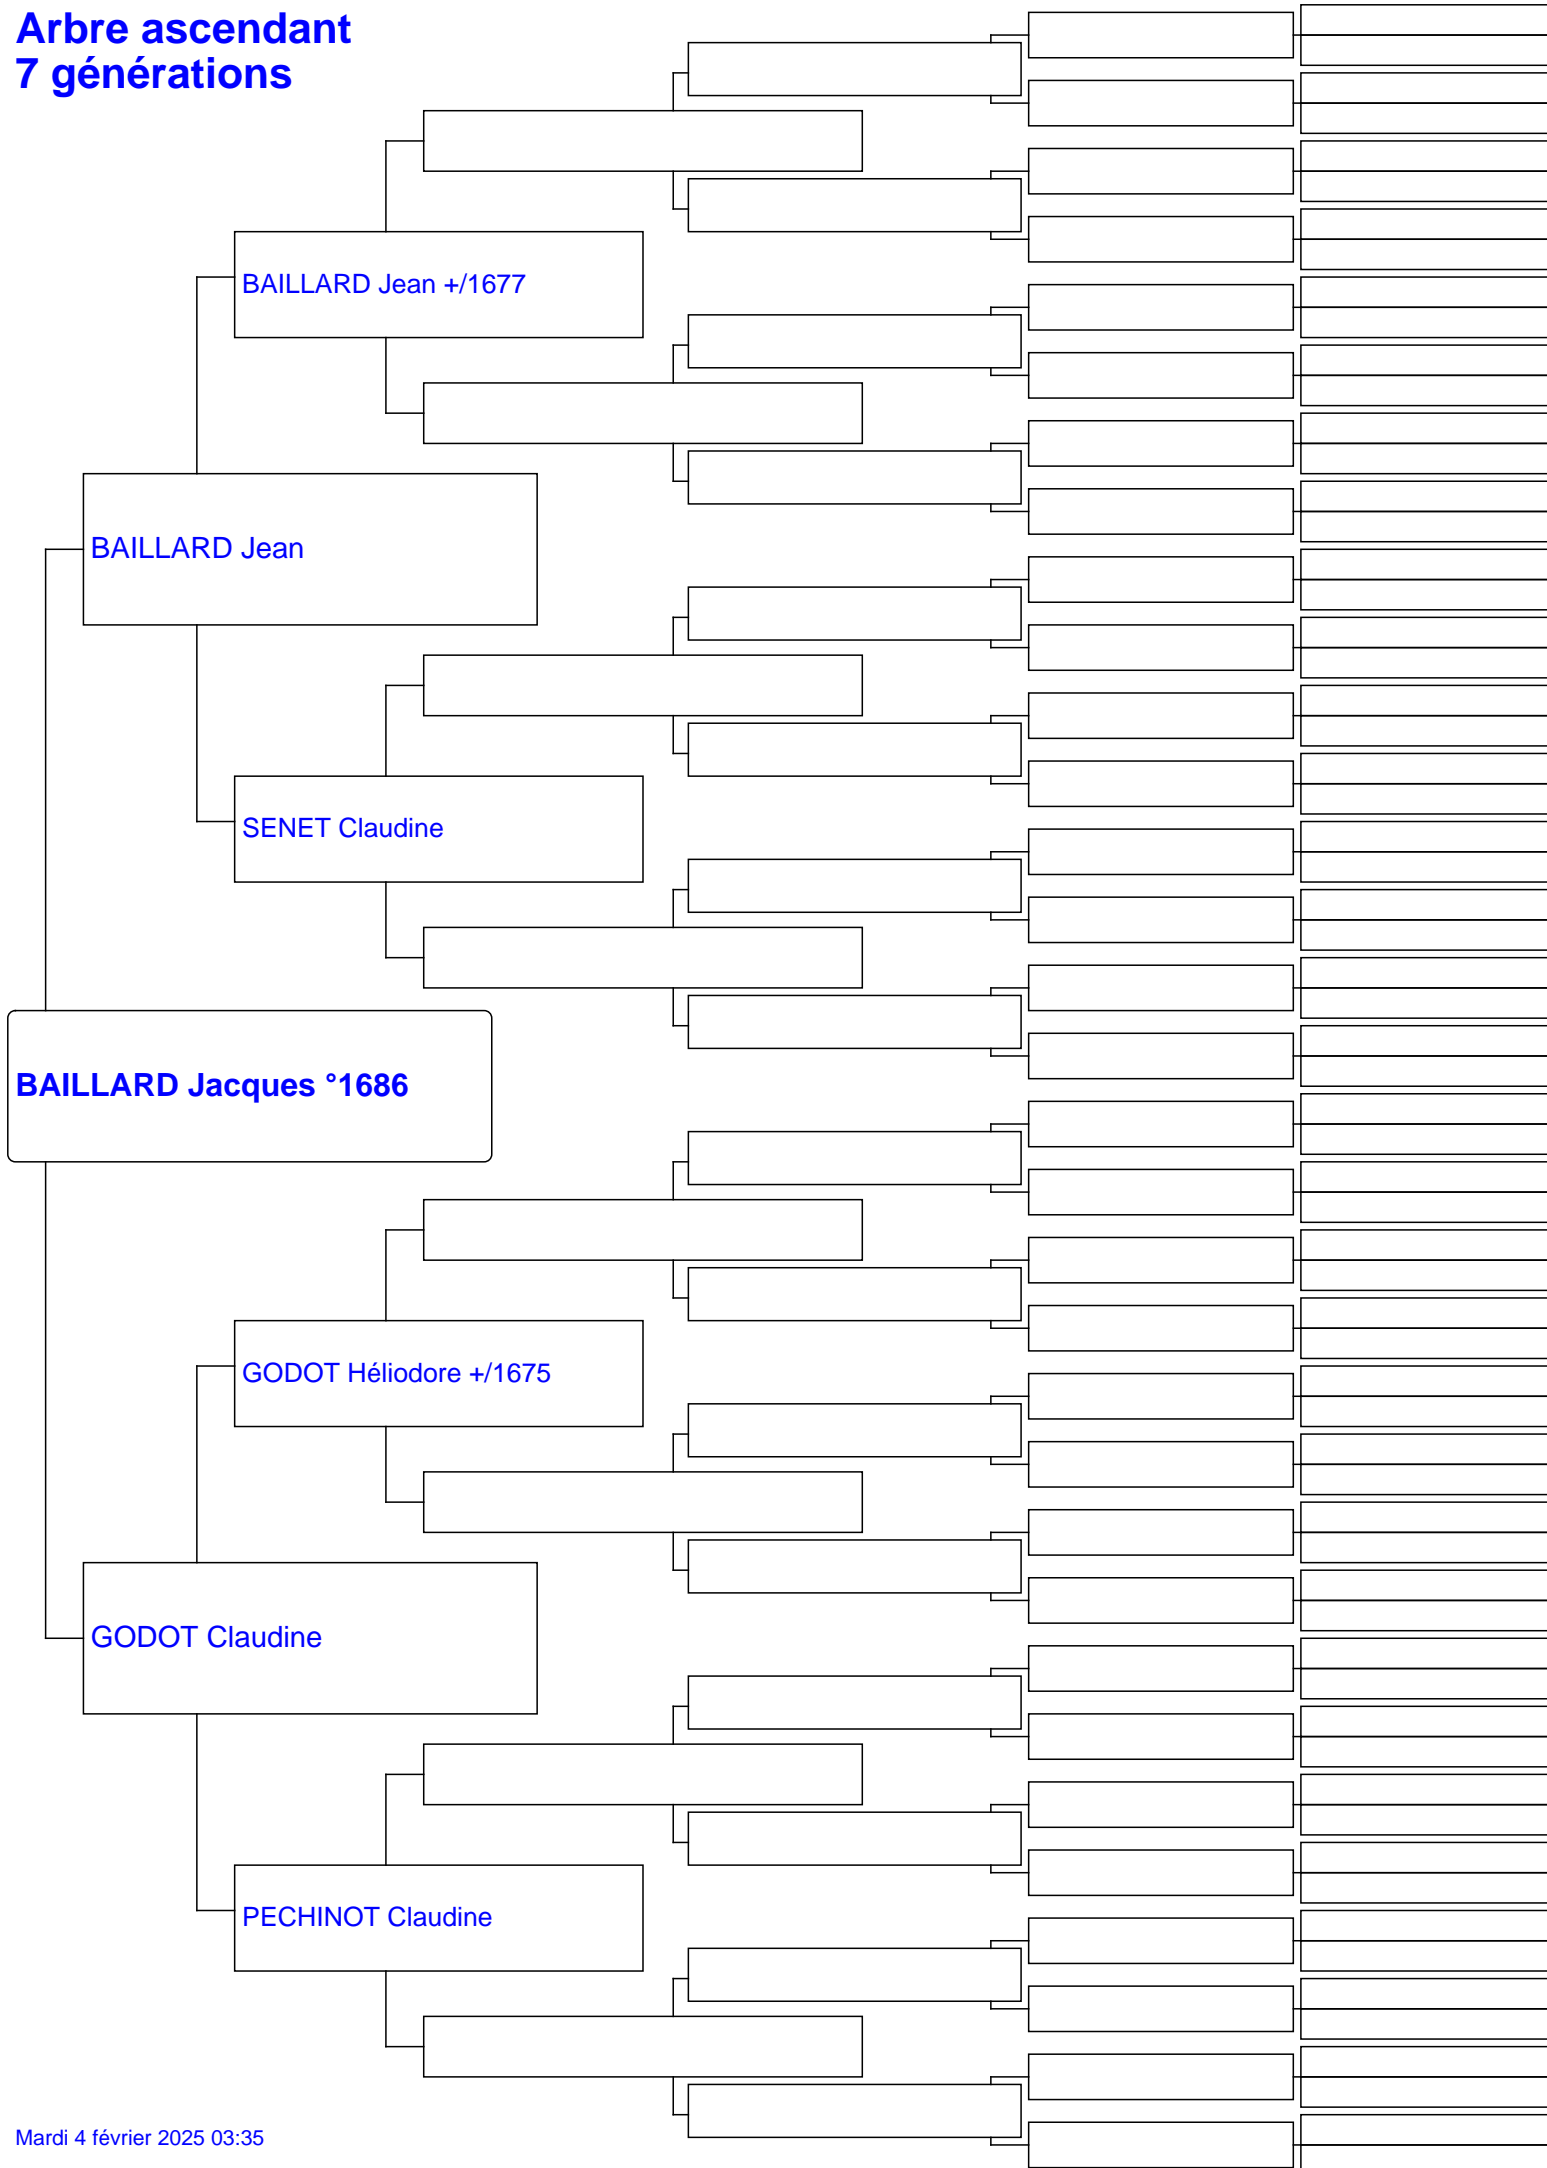 Arbre ascendant
7 générations
BAILLARD Jean +/1677
BAILLARD Jean
SENET Claudine
BAILLARD Jacques °1686
GODOT Héliodore +/1675
GODOT Claudine
PECHINOT Claudine
Mardi 4 février 2025 03:35